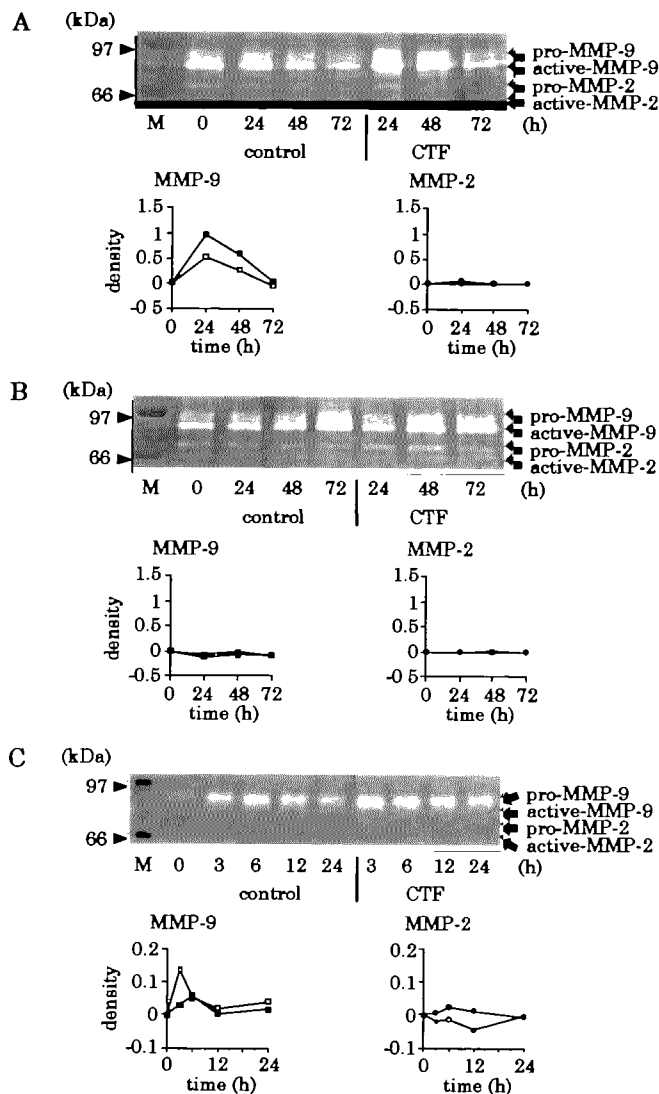 A (kDa)
97
66
pro-MMP-9
active-MMP-9
pro-MMP-2
active-MMP-2
M 0 24 48 72 24 48 72 (h)
control CTF
MMP-9 MMP-2
1.5 1.5
1 1
0.5 0.5
0 0
-0.5 -0.5
density
0 24 48 72 0 24 48 72
time (h) time (h)
B (kDa)
97
66
pro-MMP-9
active-MMP-9
pro-MMP-2
active-MMP-2
M 0 24 48 72 24 48 72 (h)
control CTF
MMP-9 MMP-2
1.5 1.5
1 1
0.5 0.5
0 0
-0.5 -0.5
density
0 24 48 72 0 24 48 72
time (h) time (h)
C (kDa)
97
66
pro-MMP-9
active-MMP-9
pro-MMP-2
active-MMP-2
M 0 3 6 12 24 3 6 12 24 (h)
control CTF
MMP-9 MMP-2
0.2 0.2
0.1 0.1
0 0
-0.1 -0.1
density
0 12 24 0 12 24
time (h) time (h)